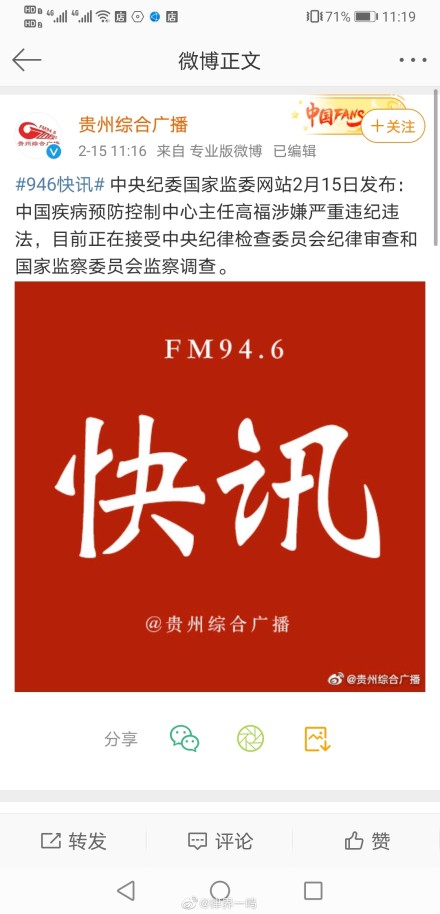 71% 11:19
微博正文
贵州综合广播
中国FANS
+关注
贵州综合广播
2-15 11:16 来自 专业版微博 已编辑
#946快讯# 中央纪委国家监委网站2月15日发布：
中国疾病预防控制中心主任高福涉嫌严重违纪违
法，目前正在接受中央纪律检查委员会纪律审查和
国家监察委员会监察调查。
FM94.6
快讯
@贵州综合广播
@贵州综合广播
分享
转发
评论
赞